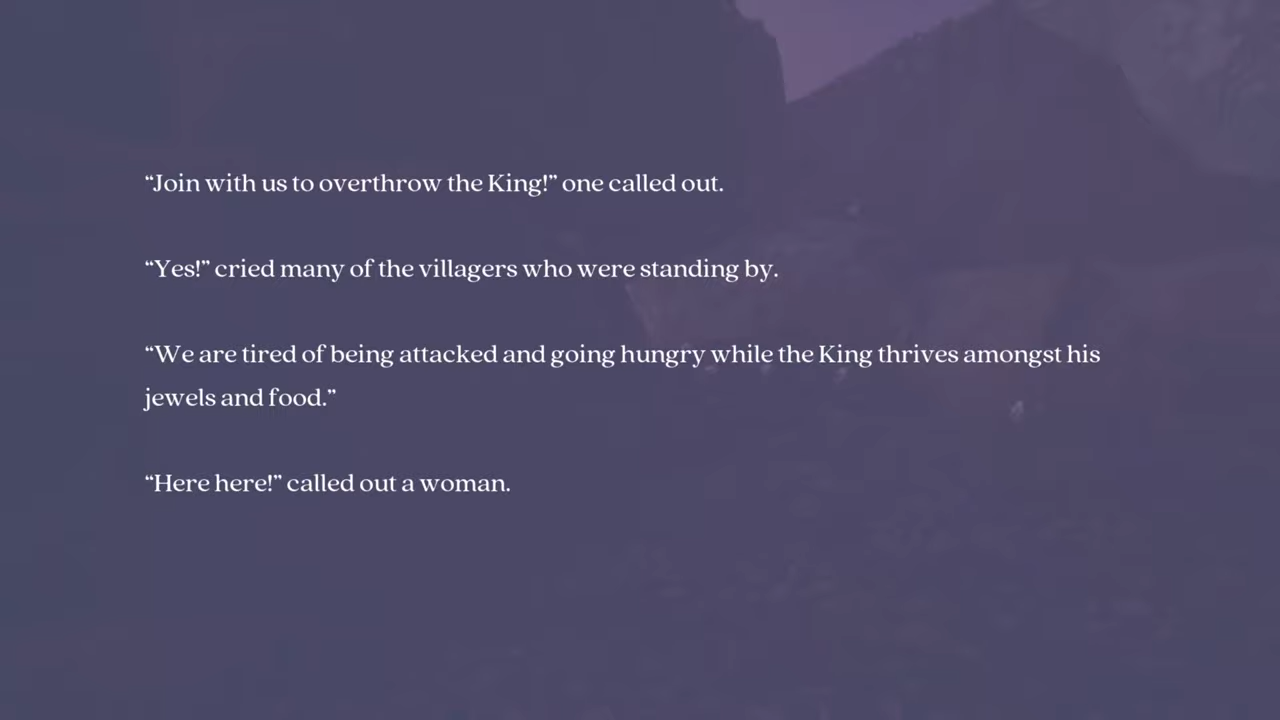 “Join with us to overthrow the King!” one called out.
“Yes!” cried many of the villagers who were standing by.
“We are tired of being attacked and going hungry while the King thrives amongst his
jewels and food.”
“Here here!” called out a woman.